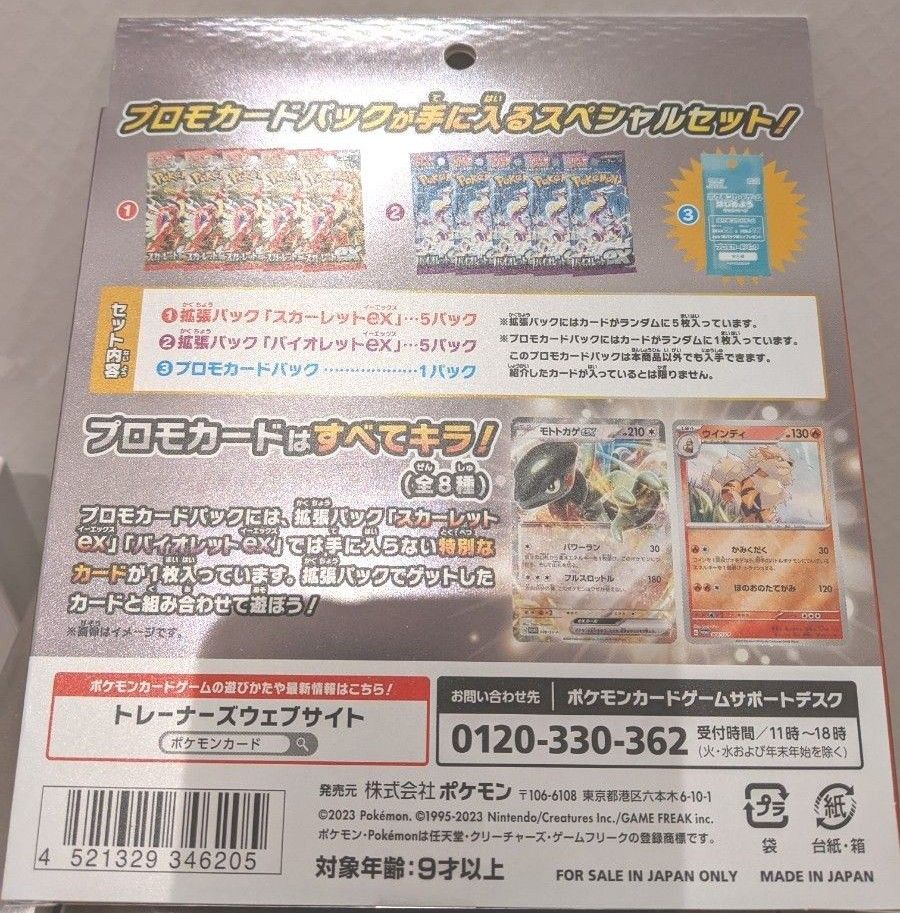 プロモカードパックが手に入るスペシャルセット！
1
2
3
セット内容
1拡張パック「スカーレットex」…5パック
2拡張パック「バイオレットex」…5パック
3プロモカードパック………………1パック
※拡張パックにはカードがランダムに5枚入っています。
※プロモカードパックにはカードがランダムに1枚入っています。
このプロモカードパックは本商品以外でも入手できます。
紹介したカードが入っているとは限りません。
プロモカードはすべてキラ！
（全8種）
プロモカードパックには、拡張パック「スカーレット
ex」「バイオレットex」では手に入らない特別な
カードが1枚入っています。拡張パックでゲットした
カードと組み合わせて遊ぼう！
※画像はイメージです。
モトトカゲex 210
パワーラン 30
フルスロットル 180
ウインディ 130
かみくだく 30
ほのおのたてがみ 120
ポケモンカードゲームの遊びかたや最新情報はこちら！
トレーナーズウェブサイト
ポケモンカード
お問い合わせ先 ポケモンカードゲームサポートデスク
0120-330-362 受付時間／11時〜18時
（火・水および年末年始を除く）
発売元 株式会社ポケモン 〒106-6108 東京都港区六本木6-10-1
©2023 Pokémon. ©1995-2023 Nintendo/Creatures Inc./GAME FREAK inc.
ポケモン・Pokémonは任天堂・クリーチャーズ・ゲームフリークの登録商標です。
対象年齢：9才以上
FOR SALE IN JAPAN ONLY MADE IN JAPAN
プラ
袋
紙
台紙・箱
4 521329 346205